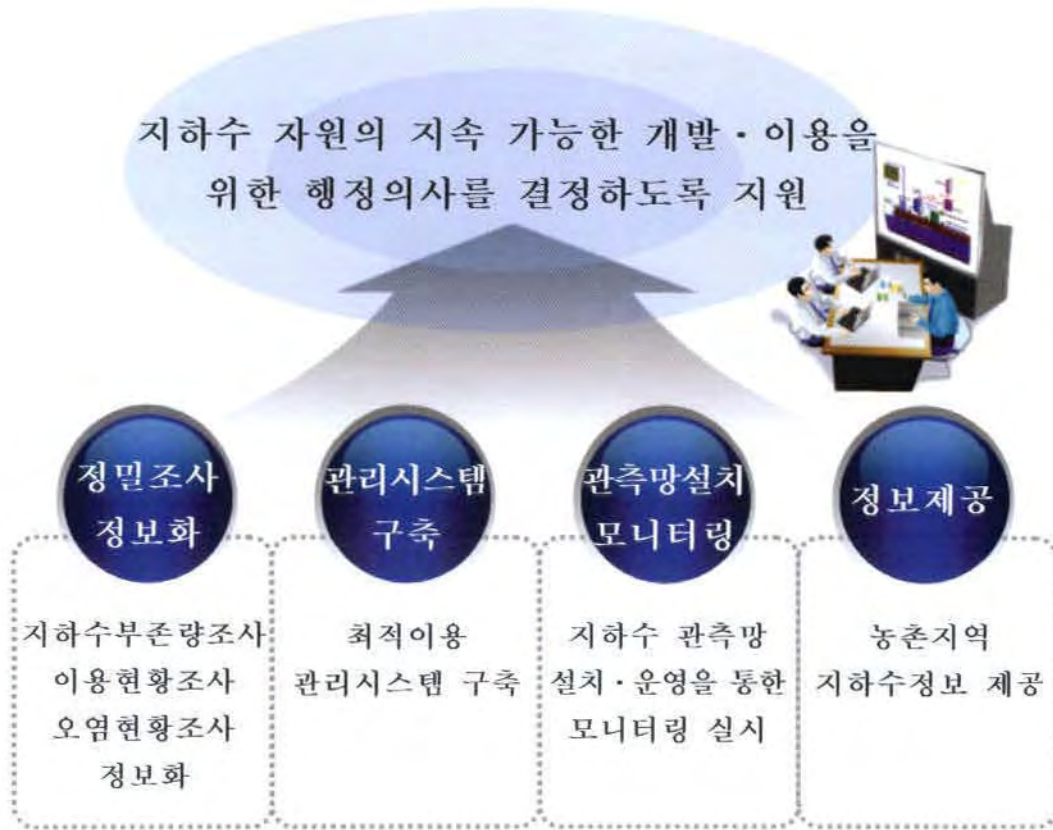 지하수 자원의 지속 가능한 개발·이용을
위한 행정의사를 결정하도록 지원
정밀조사
정보화
지하수부존량조사
이용현황조사
오염현황조사
정보화
관리시스템
구축
최적이용
관리시스템 구축
관측망설치
모니터링
지하수 관측망
설치·운영을 통한
모니터링 실시
정보제공
농촌지역
지하수정보 제공